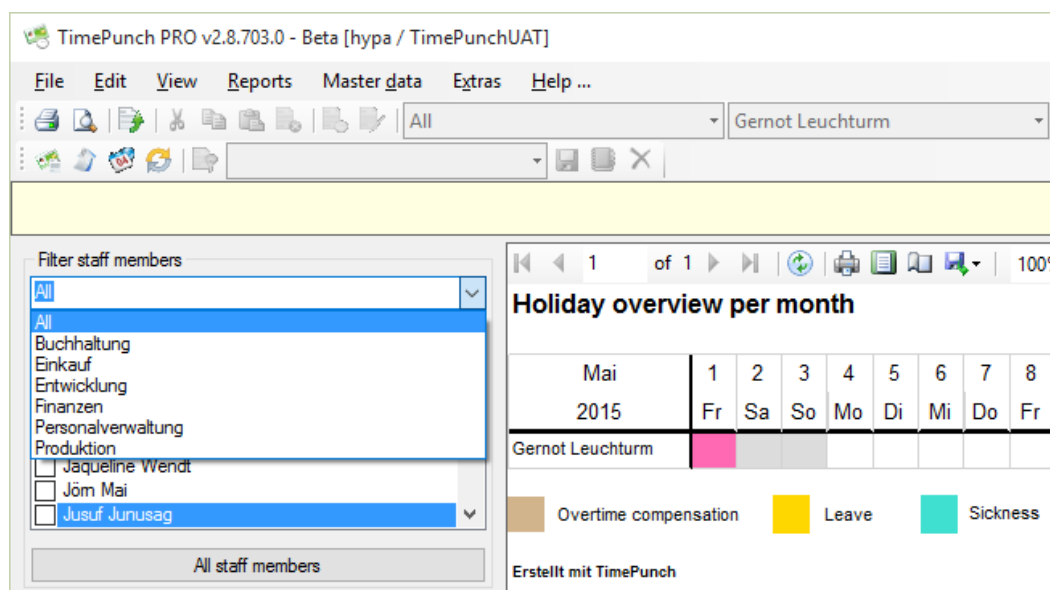 TimePunch PRO v2.8.703.0 - Beta [hypa / TimePunchUAT]
File Edit View Reports Master data Extras Help ...
All Gernot Leuchturm
Filter staff members
All
All
Buchhaltung
Einkauf
Entwicklung
Finanzen
Personalverwaltung
Produktion
Jaqueline Wendt
Jörn Mai
Jusuf Junusag
All staff members
1 of 1 100%
Holiday overview per month
Mai 1 2 3 4 5 6 7 8
2015 Fr Sa So Mo Di Mi Do Fr
Gernot Leuchturm
Overtime compensation Leave Sickness
Erstellt mit TimePunch